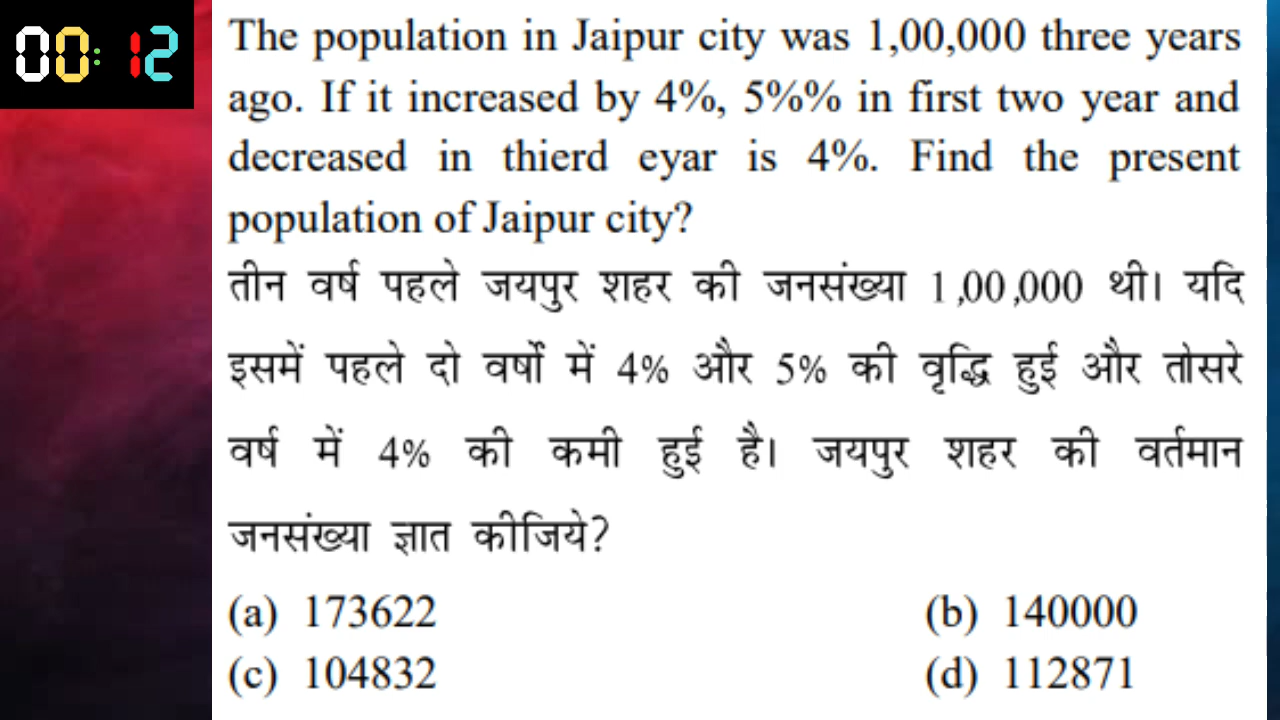 00:12
The population in Jaipur city was 1,00,000 three years
ago. If it increased by 4%, 5%% in first two year and
decreased in thierd eyar is 4%. Find the present
population of Jaipur city?
तीन वर्ष पहले जयपुर शहर की जनसंख्या 1,00,000 थी। यदि
इसमें पहले दो वर्षों में 4% और 5% की वृद्धि हुई और तोसरे
वर्ष में 4% की कमी हुई है। जयपुर शहर की वर्तमान
जनसंख्या ज्ञात कीजिये?
(a) 173622 (b) 140000
(c) 104832 (d) 112871